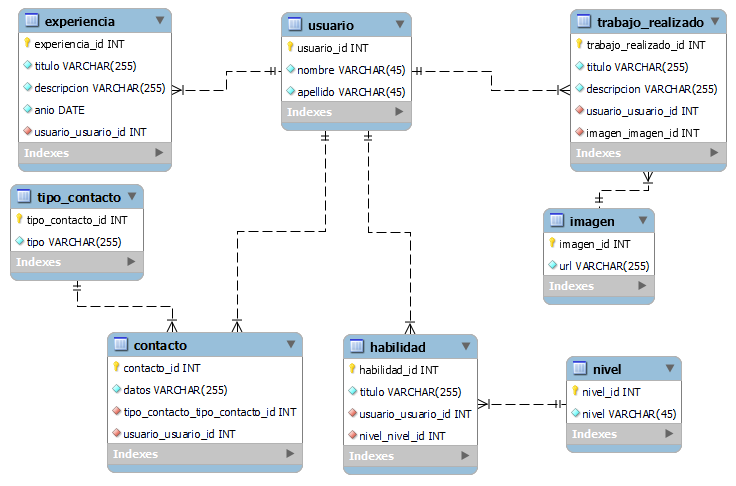 experiencia
experiencia_id INT
titulo VARCHAR(255)
descripcion VARCHAR(255)
anio DATE
usuario_usuario_id INT
Indexes
usuario
usuario_id INT
nombre VARCHAR(45)
apellido VARCHAR(45)
Indexes
trabajo_realizado
trabajo_realizado_id INT
titulo VARCHAR(255)
descripcion VARCHAR(255)
usuario_usuario_id INT
imagen_imagen_id INT
Indexes
tipo_contacto
tipo_contacto_id INT
tipo VARCHAR(255)
Indexes
imagen
imagen_id INT
url VARCHAR(255)
Indexes
contacto
contacto_id INT
datos VARCHAR(255)
tipo_contacto_tipo_contacto_id INT
usuario_usuario_id INT
Indexes
habilidad
habilidad_id INT
titulo VARCHAR(255)
usuario_usuario_id INT
nivel_nivel_id INT
Indexes
nivel
nivel_id INT
nivel VARCHAR(45)
Indexes